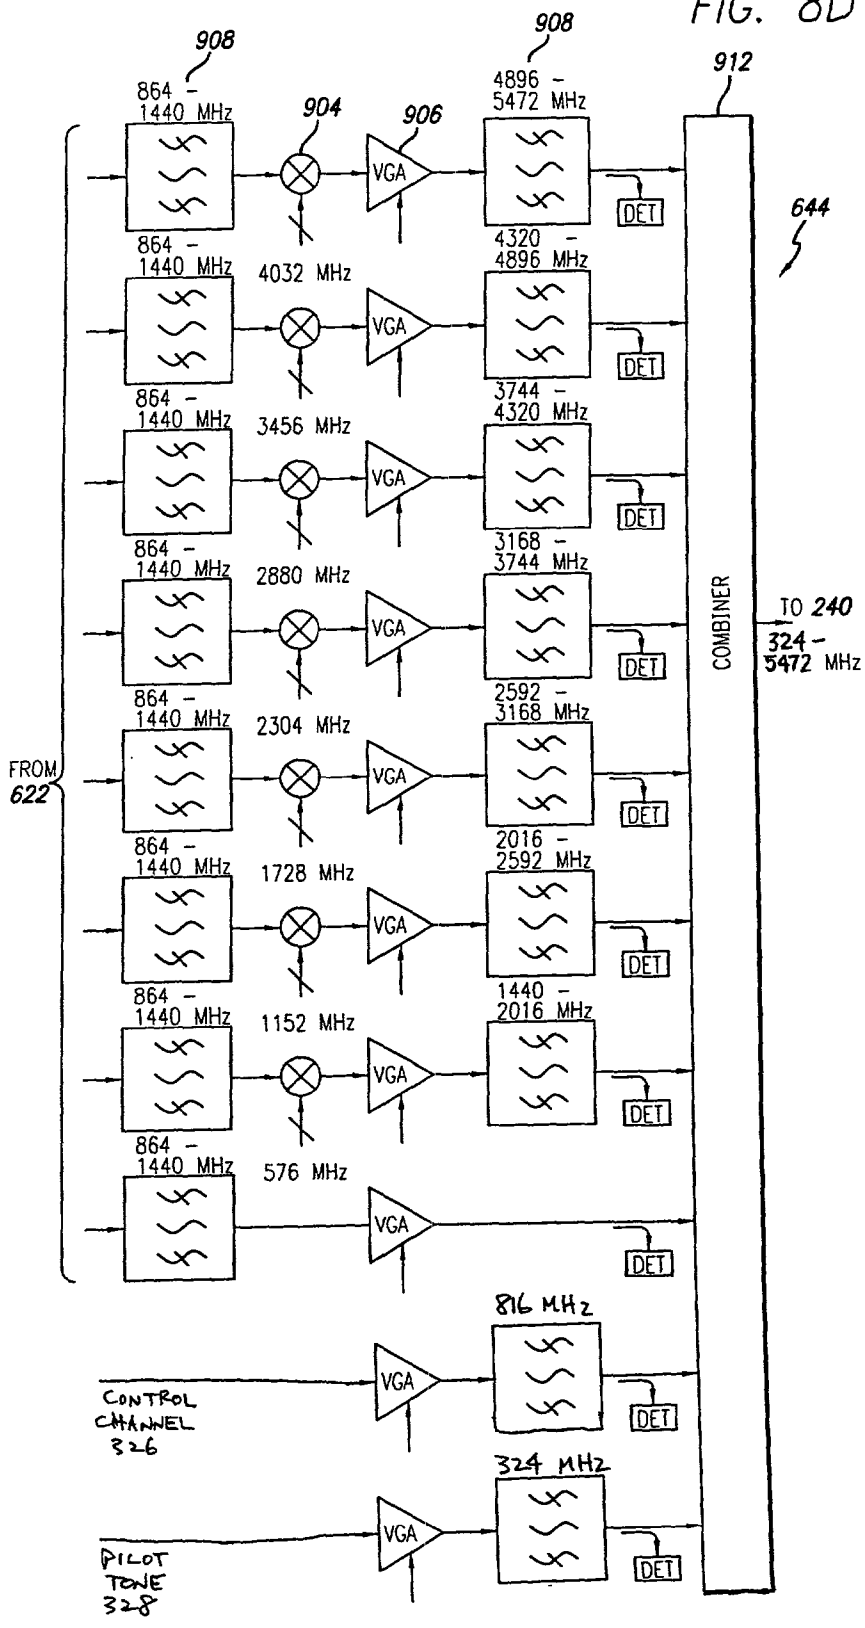 FIG. 8D
908
908
912
864 -
1440 MHz
904
906
4896 -
5472 MHz
VGA
DET
644
4032 MHz
864 -
1440 MHz
VGA
4320 -
4896 MHz
DET
3456 MHz
864 -
1440 MHz
VGA
3744 -
4320 MHz
DET
2880 MHz
864 -
1440 MHz
VGA
3168 -
3744 MHz
DET
COMBINER
TO 240
324 -
5472 MHz
2304 MHz
864 -
1440 MHz
VGA
2592 -
3168 MHz
DET
FROM
622
1728 MHz
864 -
1440 MHz
VGA
2016 -
2592 MHz
DET
1152 MHz
864 -
1440 MHz
VGA
1440 -
2016 MHz
DET
576 MHz
864 -
1440 MHz
VGA
DET
816 MHz
VGA
DET
CONTROL
CHANNEL
326
324 MHz
VGA
DET
PILOT
TONE
328